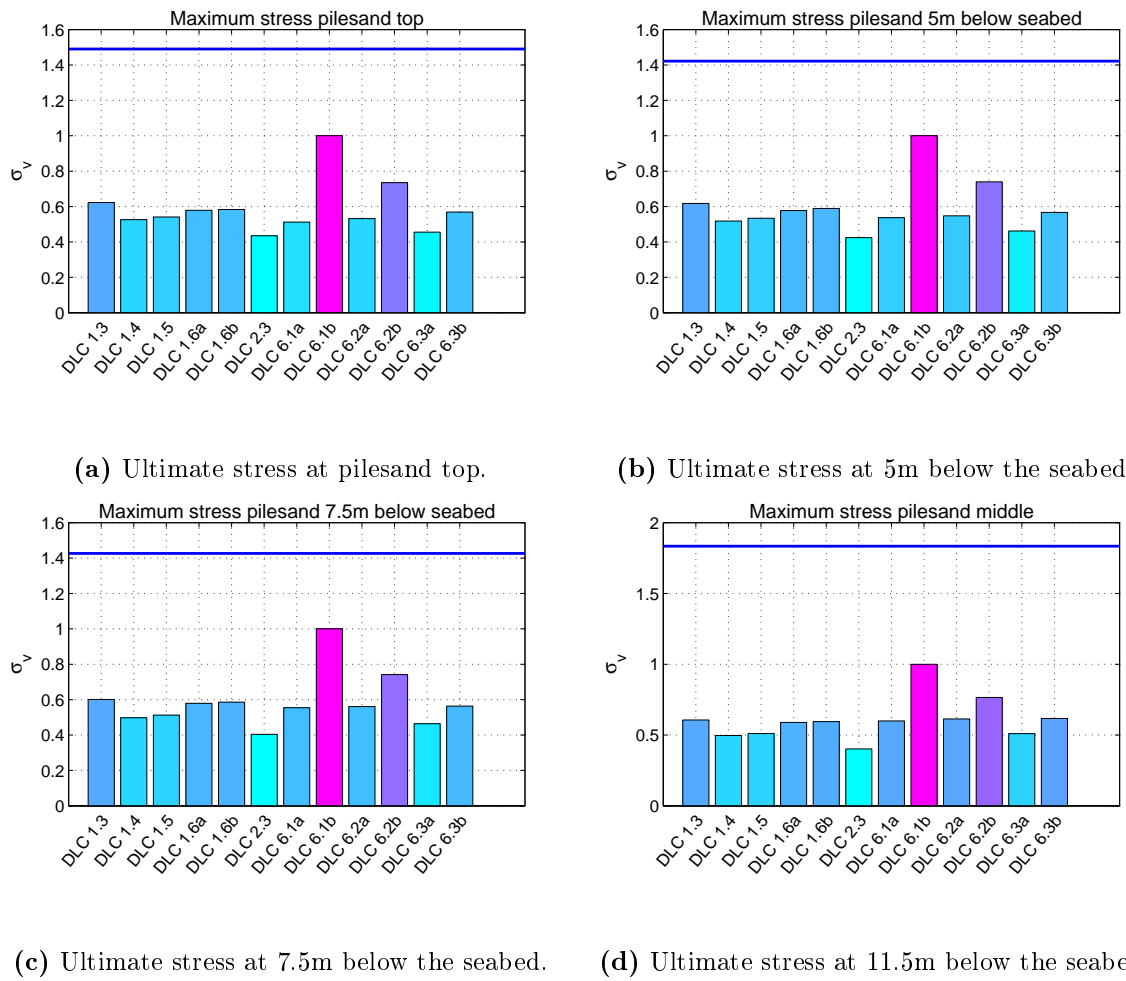 Maximum stress pilesand top
1.6
1.4
1.2
1
0.8
0.6
0.4
0.2
0
σv
DLC 1.3
DLC 1.4
DLC 1.5
DLC 1.6a
DLC 1.6b
DLC 2.3
DLC 6.1a
DLC 6.1b
DLC 6.2a
DLC 6.2b
DLC 6.3a
DLC 6.3b
(a) Ultimate stress at pilesand top.
Maximum stress pilesand 5m below seabed
1.6
1.4
1.2
1
0.8
0.6
0.4
0.2
0
σv
DLC 1.3
DLC 1.4
DLC 1.5
DLC 1.6a
DLC 1.6b
DLC 2.3
DLC 6.1a
DLC 6.1b
DLC 6.2a
DLC 6.2b
DLC 6.3a
DLC 6.3b
(b) Ultimate stress at 5m below the seabed
Maximum stress pilesand 7.5m below seabed
1.6
1.4
1.2
1
0.8
0.6
0.4
0.2
0
σv
DLC 1.3
DLC 1.4
DLC 1.5
DLC 1.6a
DLC 1.6b
DLC 2.3
DLC 6.1a
DLC 6.1b
DLC 6.2a
DLC 6.2b
DLC 6.3a
DLC 6.3b
(c) Ultimate stress at 7.5m below the seabed.
Maximum stress pilesand middle
2
1.5
1
0.5
0
σv
DLC 1.3
DLC 1.4
DLC 1.5
DLC 1.6a
DLC 1.6b
DLC 2.3
DLC 6.1a
DLC 6.1b
DLC 6.2a
DLC 6.2b
DLC 6.3a
DLC 6.3b
(d) Ultimate stress at 11.5m below the seabe